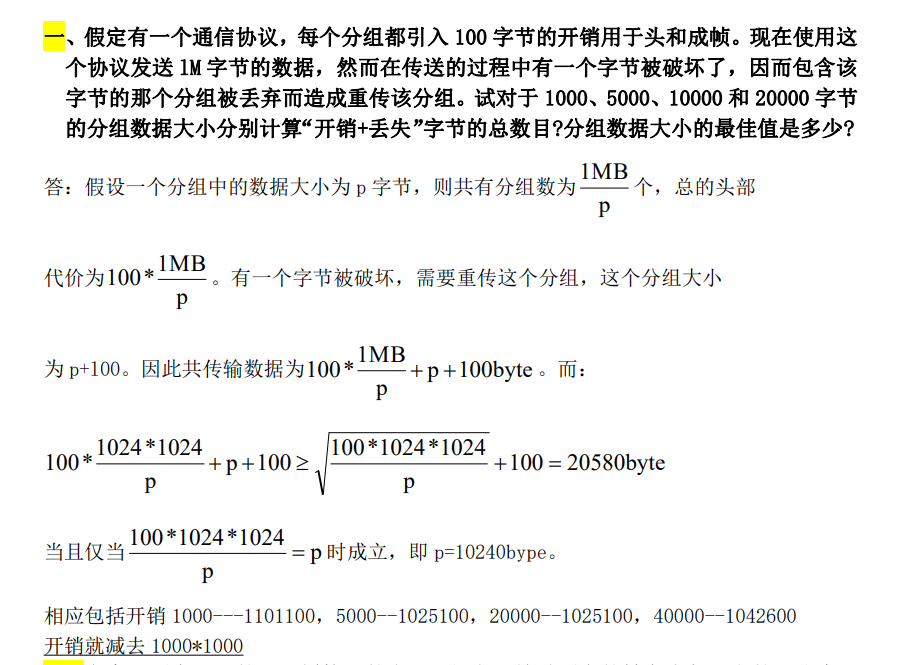 一、假定有一个通信协议，每个分组都引入 100 字节的开销用于头和成帧。现在使用这
个协议发送 1M 字节的数据，然而在传送的过程中有一个字节被破坏了，因而包含该
字节的那个分组被丢弃而造成重传该分组。试对于 1000、5000、10000 和 20000 字节
的分组数据大小分别计算“开销+丢失”字节的总数目?分组数据大小的最佳值是多少?
答：假设一个分组中的数据大小为 p 字节，则共有分组数为 1MB/p 个，总的头部
代价为100*1MB/p。有一个字节被破坏，需要重传这个分组，这个分组大小
为 p+100。因此共传输数据为100*1MB/p+p+100byte。而：
100*1024*1024/p+p+100≥√(100*1024*1024/p)+100=20580byte
当且仅当100*1024*1024/p=p时成立，即 p=10240bype。
相应包括开销 1000---1101100，5000--1025100，20000--1025100，40000--1042600
开销就减去 1000*1000